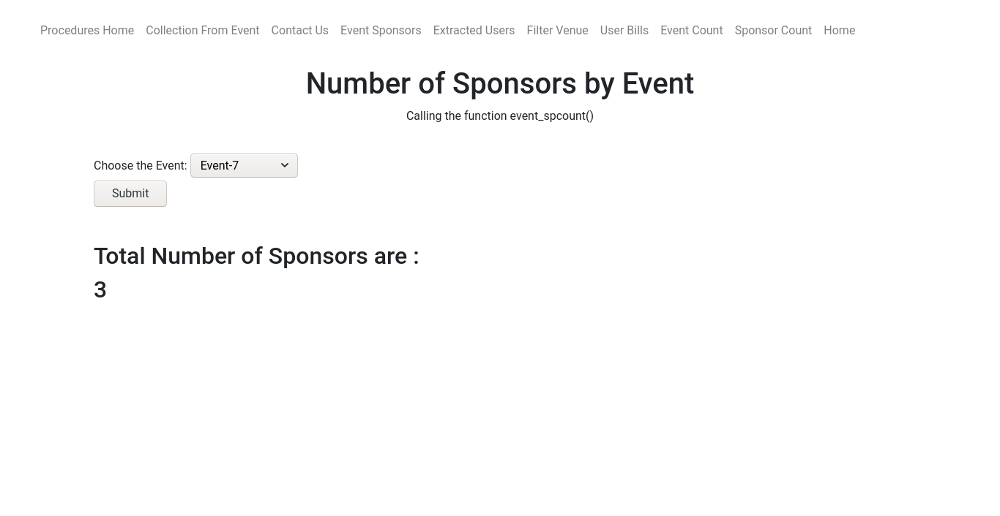 Procedures Home Collection From Event Contact Us Event Sponsors Extracted Users Filter Venue User Bills Event Count Sponsor Count Home
Number of Sponsors by Event
Calling the function event_spcount()
Choose the Event: Event-7
Submit
Total Number of Sponsors are :
3